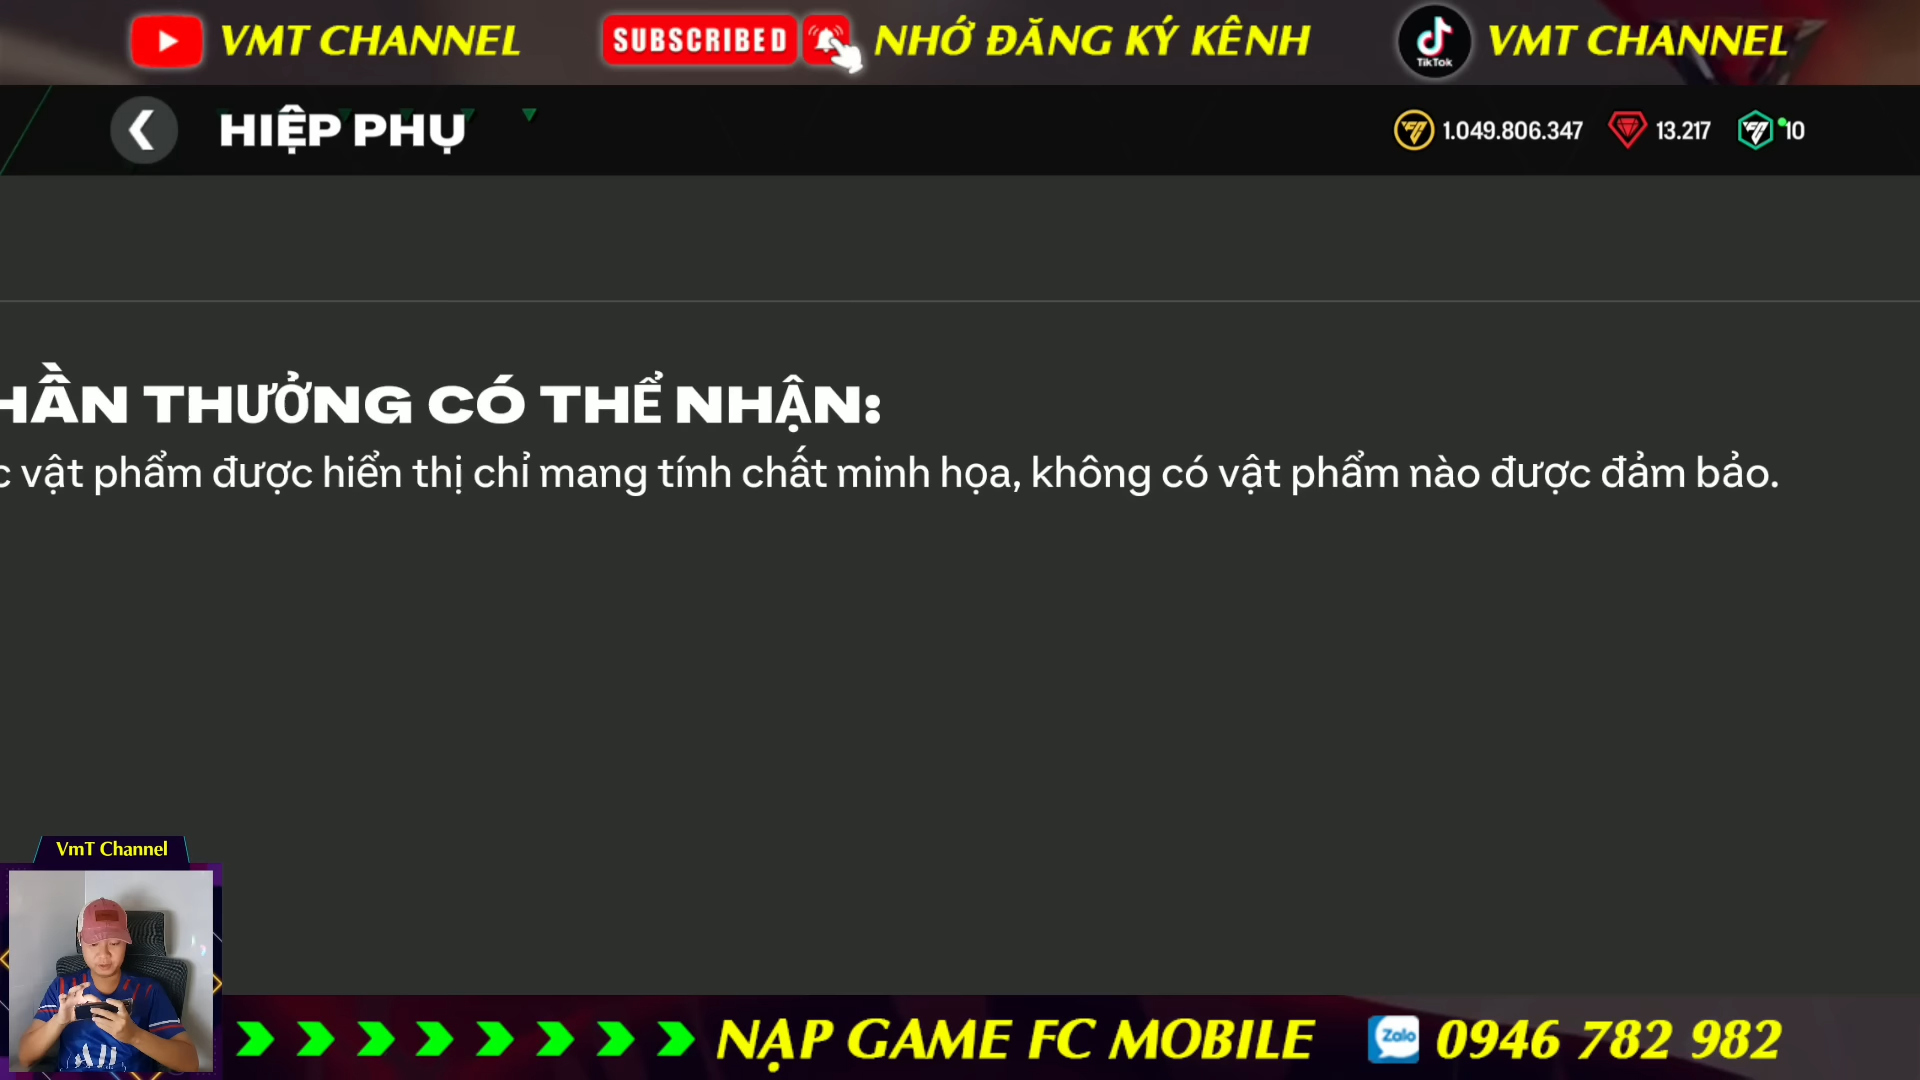 VMT CHANNEL
SUBSCRIBED
NHỚ ĐĂNG KÝ KÊNH
TikTok
VMT CHANNEL
HIỆP PHỤ
1.049.806.347
13.217
10
HẦN THƯỞNG CÓ THỂ NHẬN:
c vật phẩm được hiển thị chỉ mang tính chất minh họa, không có vật phẩm nào được đảm bảo.
VmT Channel
ALL
NẠP GAME FC MOBILE
Zalo
0946 782 982